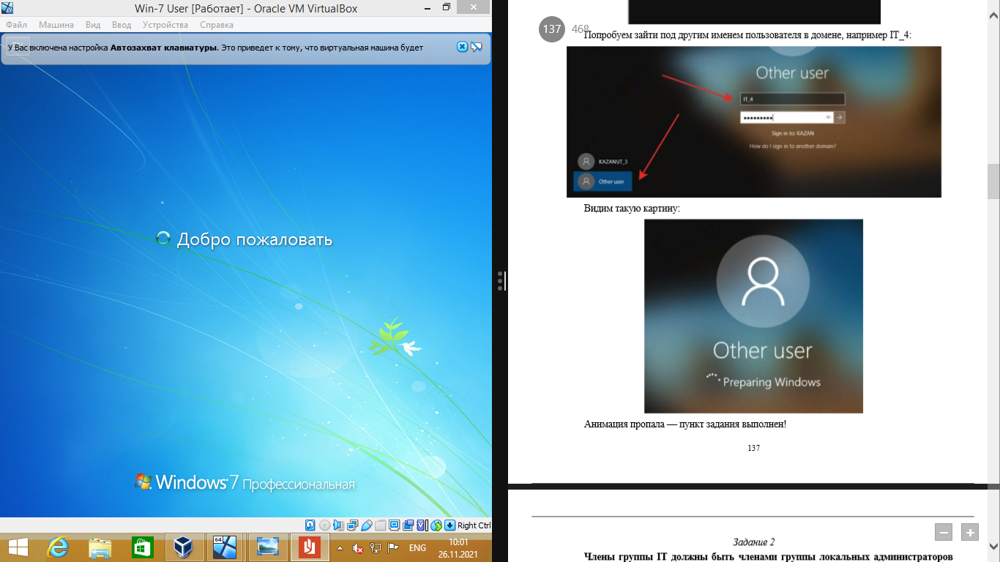 Win-7 User [Работает] - Oracle VM VirtualBox
Файл Машина Вид Ввод Устройства Справка
У Вас включена настройка Автозахват клавиатуры. Это приведет к тому, что виртуальная машина будет
Добро пожаловать
Windows 7 Профессиональная
Right Ctrl
64
ENG
10:01
26.11.2021
137 468
Попробуем зайти под другим именем пользователя в домене, например IT_4:
Other user
IT_4
Sign in to: KAZAN
How do I sign in to another domain?
KAZAN\IT_3
Other user
Видим такую картину:
Other user
Preparing Windows
Анимация пропала — пункт задания выполнен!
137
Задание 2
Члены группы IT должны быть членами группы локальных администраторов